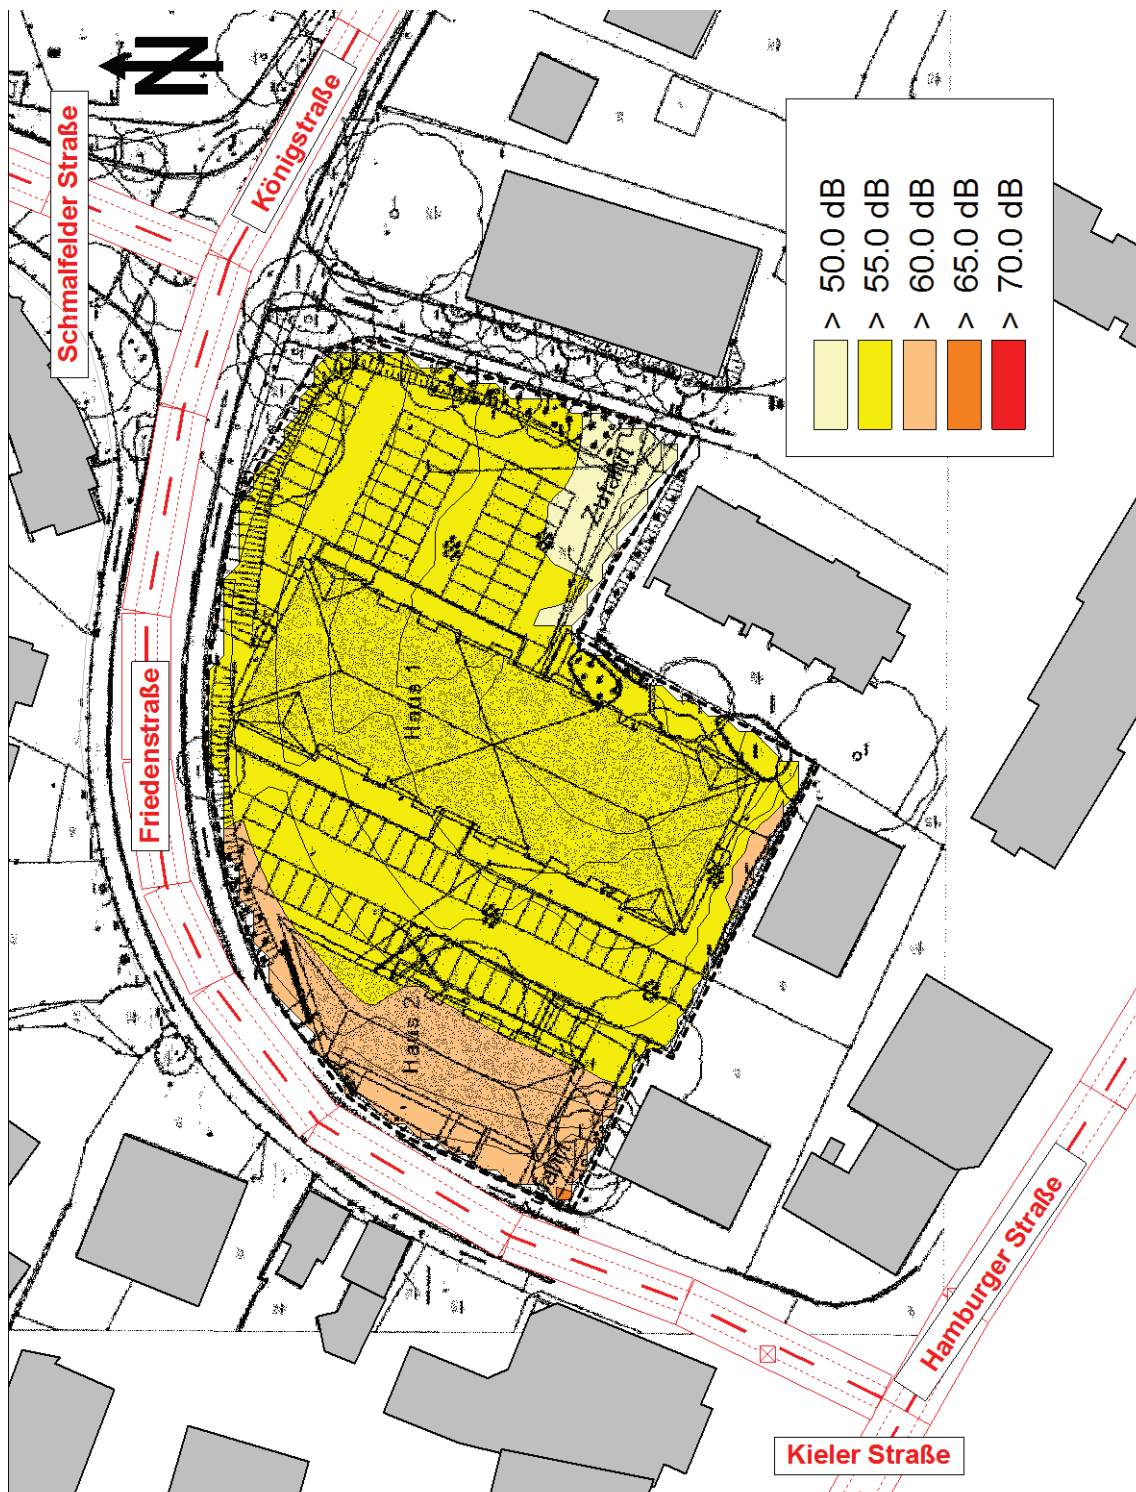 N
Schmalfelder Straße
Königstraße
Friedenstraße
> 50.0 dB
> 55.0 dB
> 60.0 dB
> 65.0 dB
> 70.0 dB
Zufahrt
Haus 1
Haus 2
Hamburger Straße
Kieler Straße